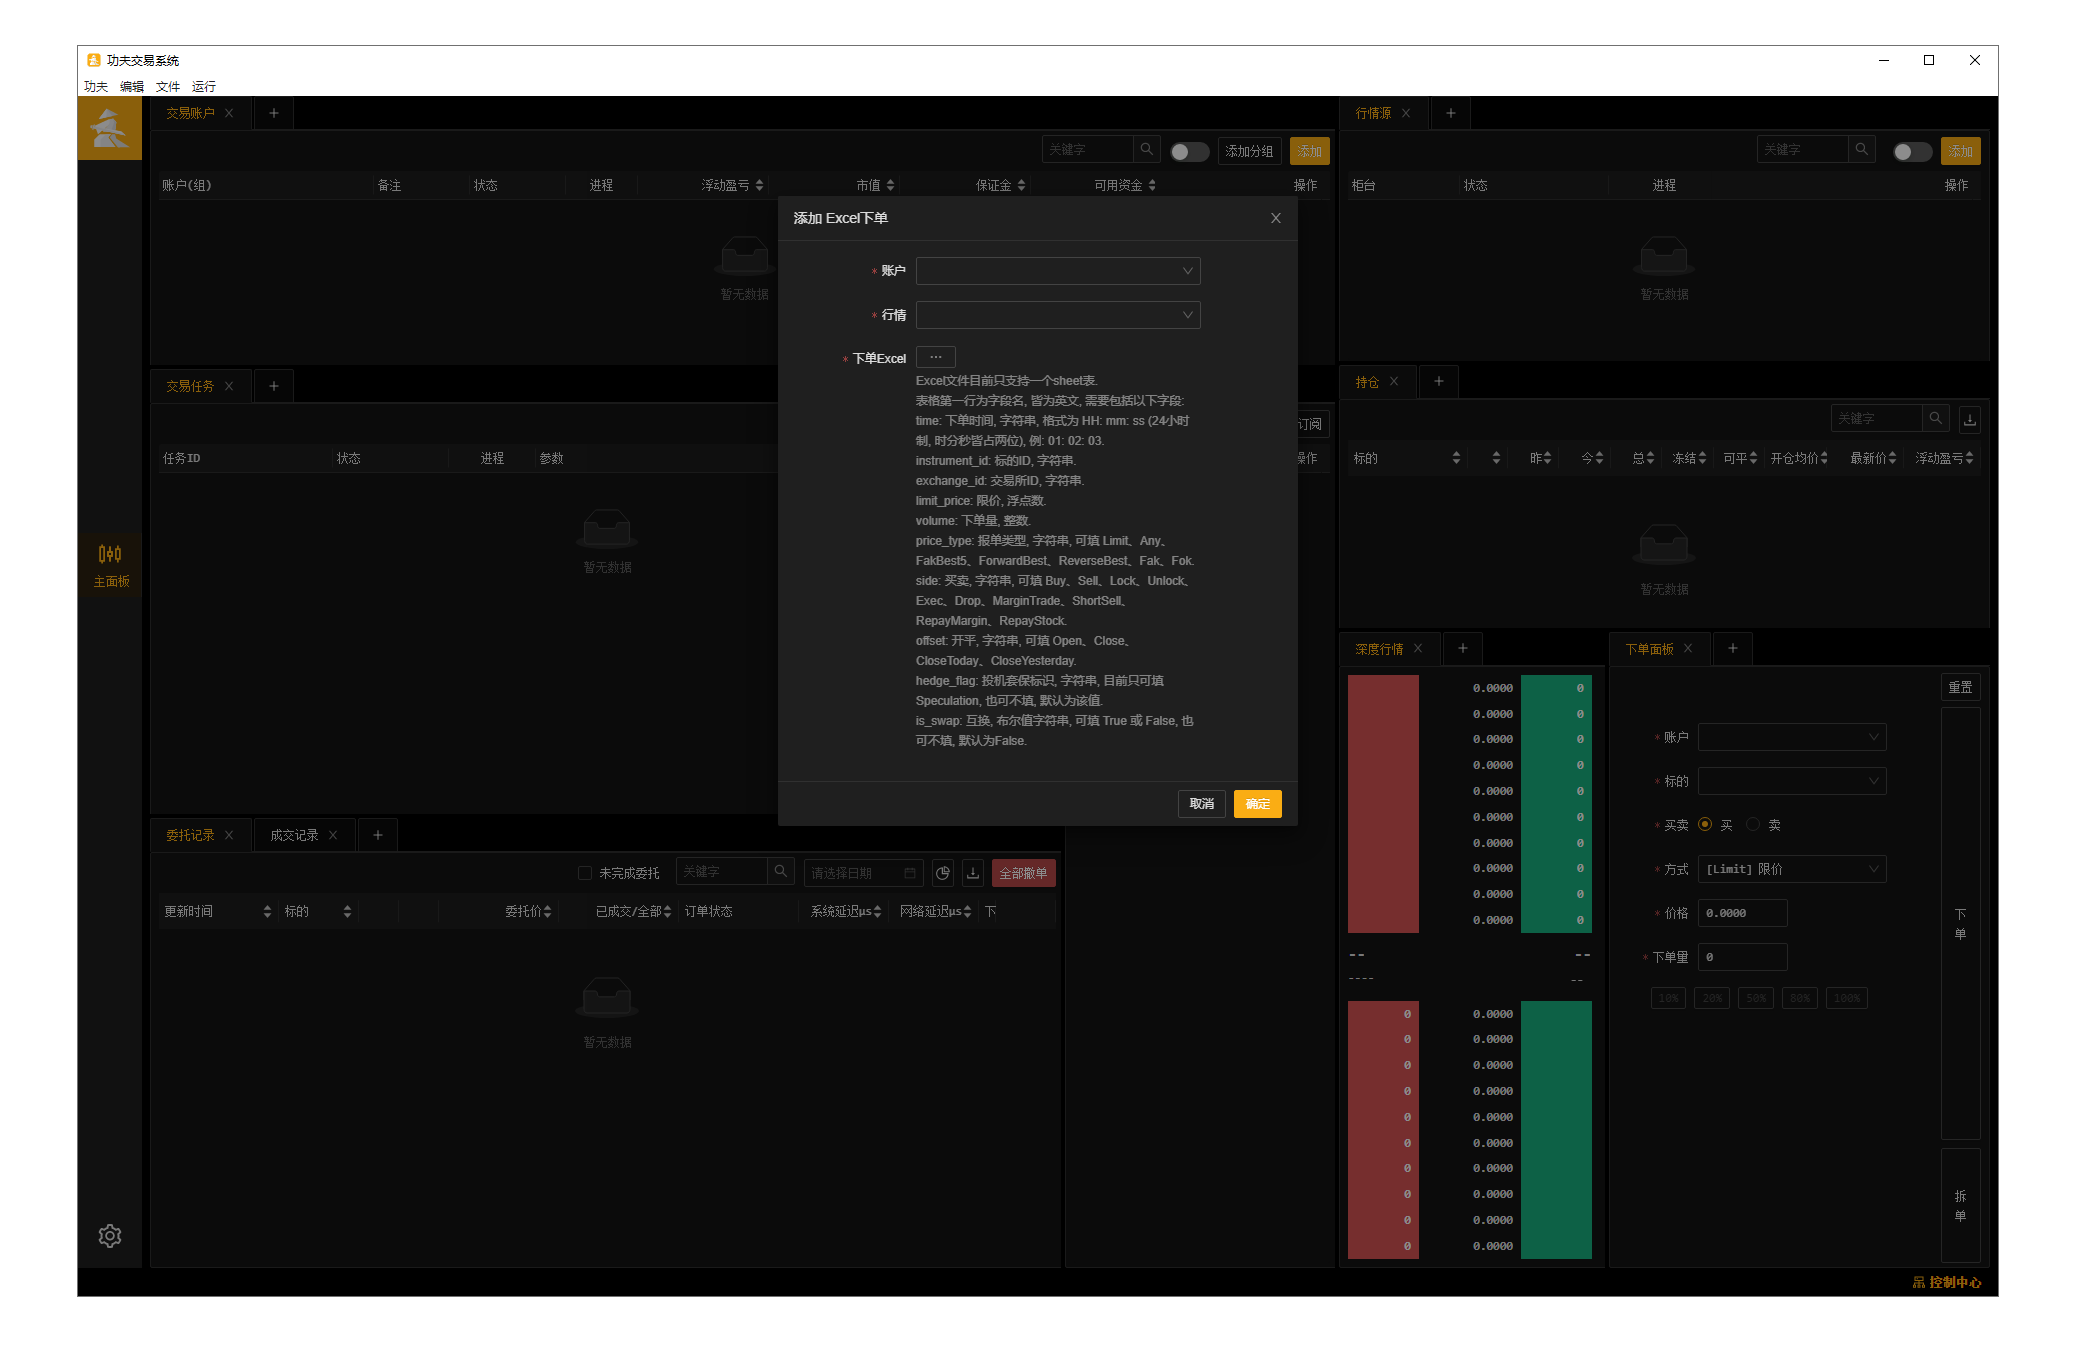 功夫交易系统
功夫 编辑 文件 运行
交易账户
行情源
关键字
添加分组
添加
关键字
添加
账户(组) 备注 状态 进程 浮动盈亏 市值 保证金 可用资金 操作
柜台 状态 进程 操作
暂无数据
暂无数据
添加 Excel下单
* 账户
* 行情
* 下单Excel ...
Excel文件目前只支持一个sheet表.
表格第一行为字段名, 皆为英文, 需要包括以下字段:
time: 下单时间, 字符串, 格式为 HH: mm: ss (24小时
制, 时分秒皆占两位), 例: 01: 02: 03.
instrument_id: 标的ID, 字符串.
exchange_id: 交易所ID, 字符串.
limit_price: 限价, 浮点数.
volume: 下单量, 整数.
price_type: 报单类型, 字符串, 可填 Limit、Any、
FakBest5、ForwardBest、ReverseBest、Fak、Fok.
side: 买卖, 字符串, 可填 Buy、Sell、Lock、Unlock、
Exec、Drop、MarginTrade、ShortSell、
RepayMargin、RepayStock.
offset: 开平, 字符串, 可填 Open、Close、
CloseToday、CloseYesterday.
hedge_flag: 投机套保标识, 字符串, 目前只可填
Speculation, 也可不填, 默认为该值.
is_swap: 互换, 布尔值字符串, 可填 True 或 False, 也
可不填, 默认为False.
取消 确定
交易任务
订阅
任务ID 状态 进程 参数 操作
暂无数据
持仓
关键字
标的 昨 今 总 冻结 可平 开仓均价 最新价 浮动盈亏
暂无数据
主面板
委托记录 成交记录
未完成委托 关键字 请选择日期 全部撤单
更新时间 标的 委托价 已成交/全部 订单状态 系统延迟μs 网络延迟μs 下
暂无数据
深度行情
0.0000 0
0.0000 0
0.0000 0
0.0000 0
0.0000 0
0.0000 0
0.0000 0
0.0000 0
0.0000 0
0.0000 0
-- --
---- --
0 0.0000
0 0.0000
0 0.0000
0 0.0000
0 0.0000
0 0.0000
0 0.0000
0 0.0000
0 0.0000
0 0.0000
下单面板
重置
* 账户
* 标的
* 买卖 买 卖
* 方式 [Limit] 限价
* 价格 0.0000
* 下单量 0
10% 20% 50% 80% 100%
下
单
拆
单
控制中心